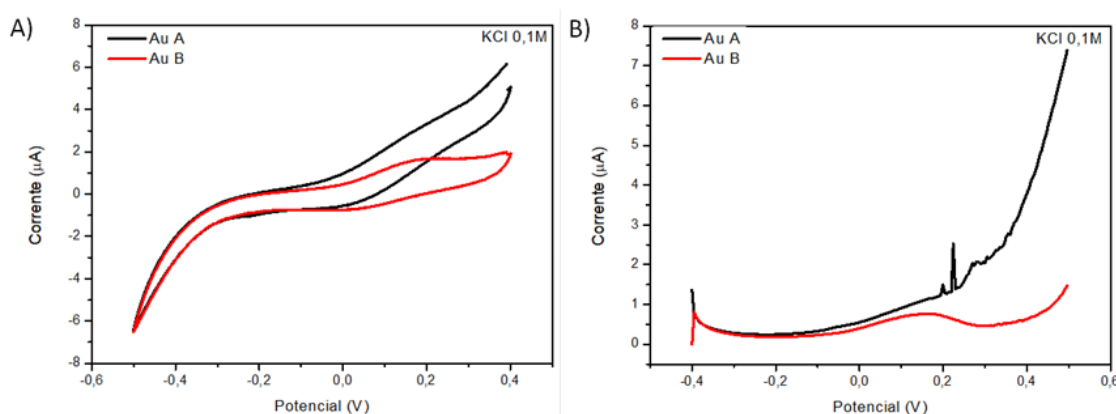 A)
Au A
Au B
KCl 0,1M
Corrente (μA)
8
6
4
2
0
-2
-4
-6
-8
-0,6
-0,4
-0,2
0,0
0,2
0,4
Potencial (V)
B)
Au A
Au B
KCl 0,1M
Corrente (μA)
8
7
6
5
4
3
2
1
0
-0,4
-0,2
0,0
0,2
0,4
0,6
Potencial (V)